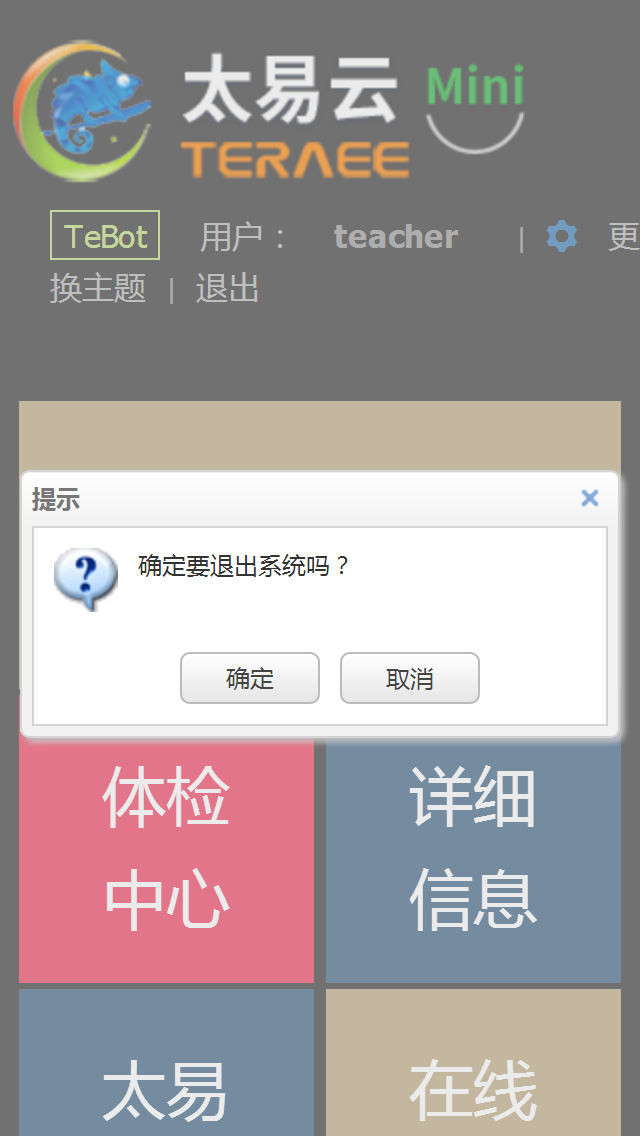 太易云 Mini
TERAEE
TeBot 用户： teacher | 更
换主题 | 退出
提示
确定要退出系统吗？
确定 取消
体检 详细
中心 信息
太易 在线